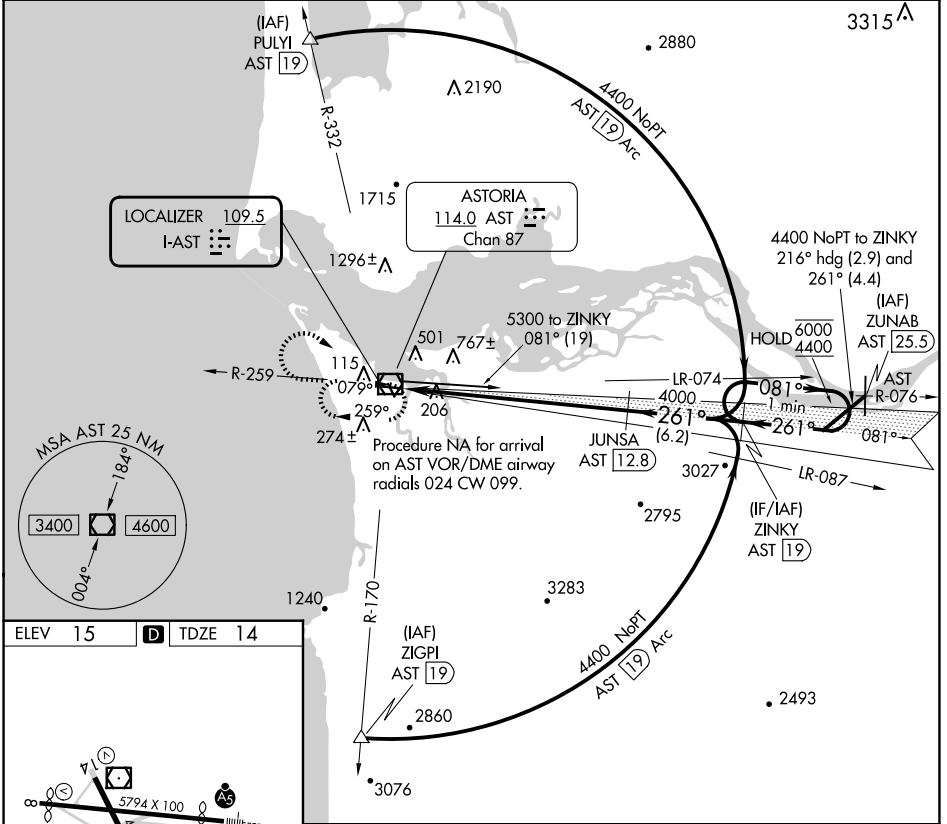 (IAF)
PULYI
AST 19
3315
2880
2190
4400 NoPT
AST 19 Arc
R-332
1715
LOCALIZER 109.5
I-AST
ASTORIA
114.0 AST
Chan 87
1296±
4400 NoPT to ZINKY
216° hdg (2.9) and
261° (4.4)
(IAF)
ZUNAB
AST 25.5
HOLD 6000
4400
5300 to ZINKY
081° (19)
501
767±
115
R-259
079°
259°
206
274±
LR-074
4000
081°
1 min
AST
R-076
261°
(6.2)
261°
081°
JUNSA
AST 12.8
Procedure NA for arrival
on AST VOR/DME airway
radials 024 CW 099.
3027
LR-087
2795
(IF/IAF)
ZINKY
AST 19
MSA AST 25 NM
184°
3400
4600
004°
1240
R-170
3283
4400 NoPT
AST 19 Arc
(IAF)
ZIGPI
AST 19
2860
2493
3076
ELEV 15
D
TDZE 14
V
14
V
8
5794 X 100
A5